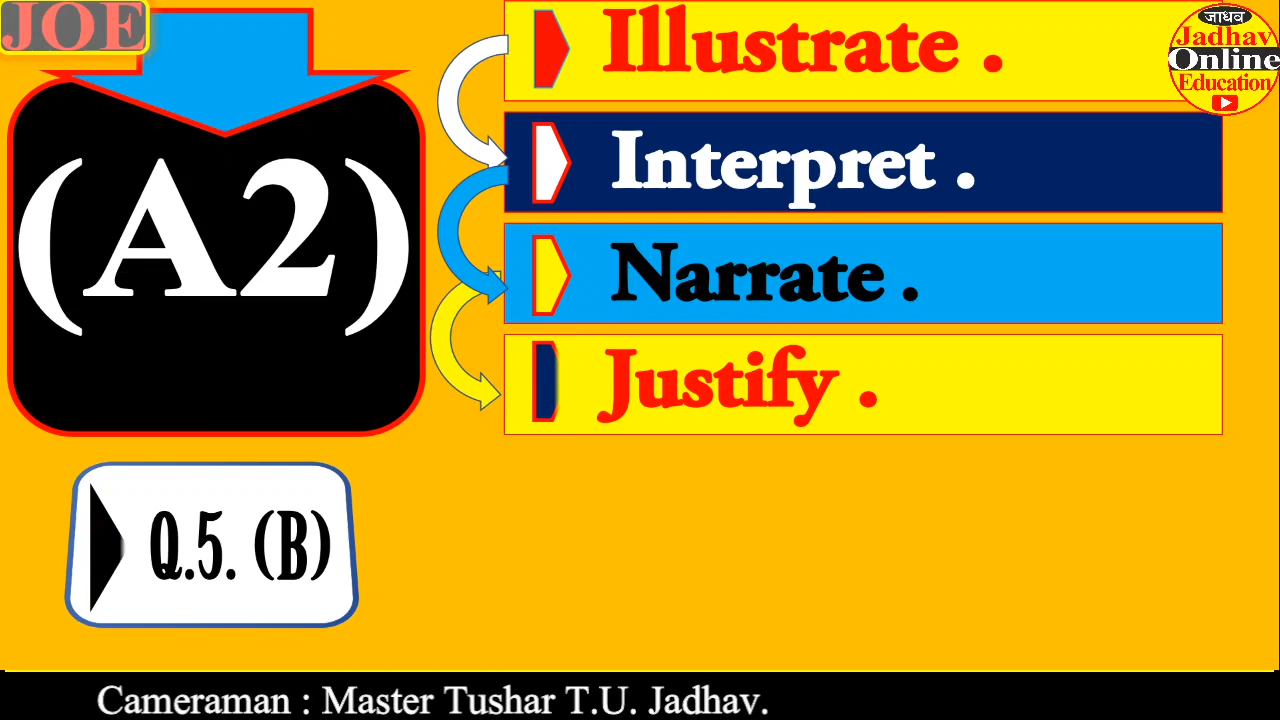 JOE
(A2)
Q.5. (B)
Illustrate .
Interpret .
Narrate .
Justify .
जाधव
Jadhav
Online
Education
Cameraman : Master Tushar T.U. Jadhav.